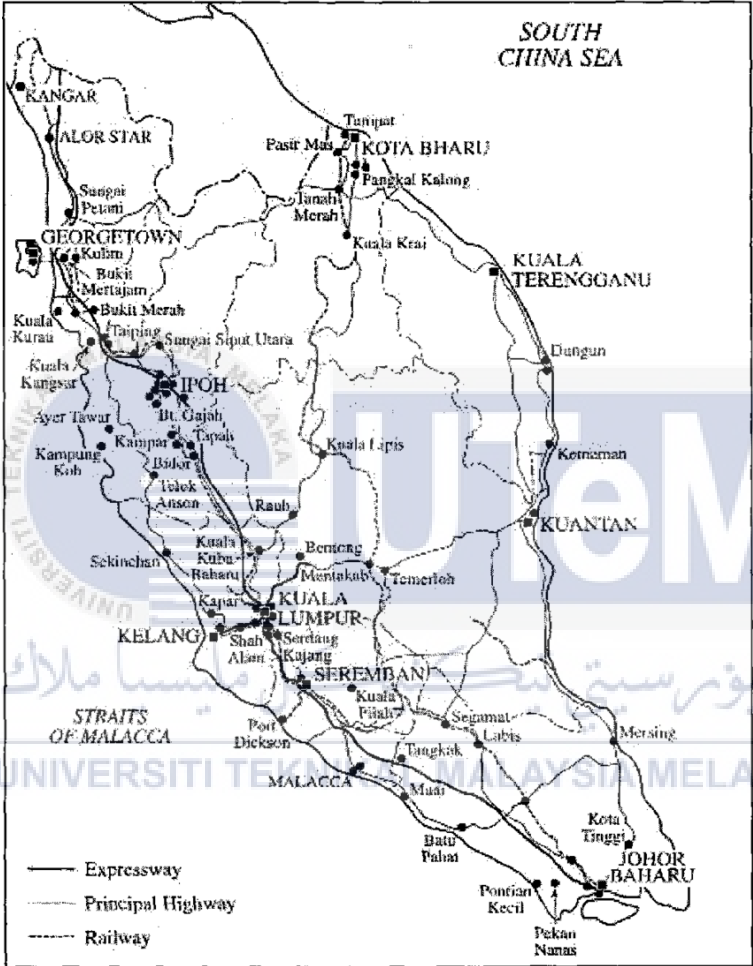 SOUTH
CHINA SEA
KANGAR
ALOR STAR
Tumpat
Pasir Mas
KOTA BHARU
Pangkal Kalong
Tanah
Merah
Sungai
Petani
GEORGETOWN
Kulim
Bukit
Mertajam
Kuala Krai
KUALA
TERENGGANU
Bukit Merah
Kuala
Kurau
Taiping
Sungai Siput Utara
Kuala
Kangsar
Dungun
IPOH
Bt. Gajah
Ayer Tawar
Kampar
Tapah
Kampung
Koh
Bidor
Kuala Lipis
Kemaman
Telok
Anson
Raub
KUANTAN
Kuala
Kubu
Baharu
Sekinchan
Bentong
Mentakab
Temerloh
Kapar
KUALA
LUMPUR
KELANG
Shah
Alam
Serdang
Kajang
SEREMBAN
Kuala
Pilah
STRAITS
OF MALACCA
Port
Dickson
Segamat
Labis
Mersing
Tangkak
MALACCA
Muar
Batu
Pahat
Kota
Tinggi
JOHOR
BAHARU
Pontian
Kecil
Pekan
Nanas
Expressway
Principal Highway
Railway
UTeM
UNIVERSITI TEKNIKAL MALAYSIA MELAKA
UNIVERSITI TEKNIKAL MALAYSIA MELA